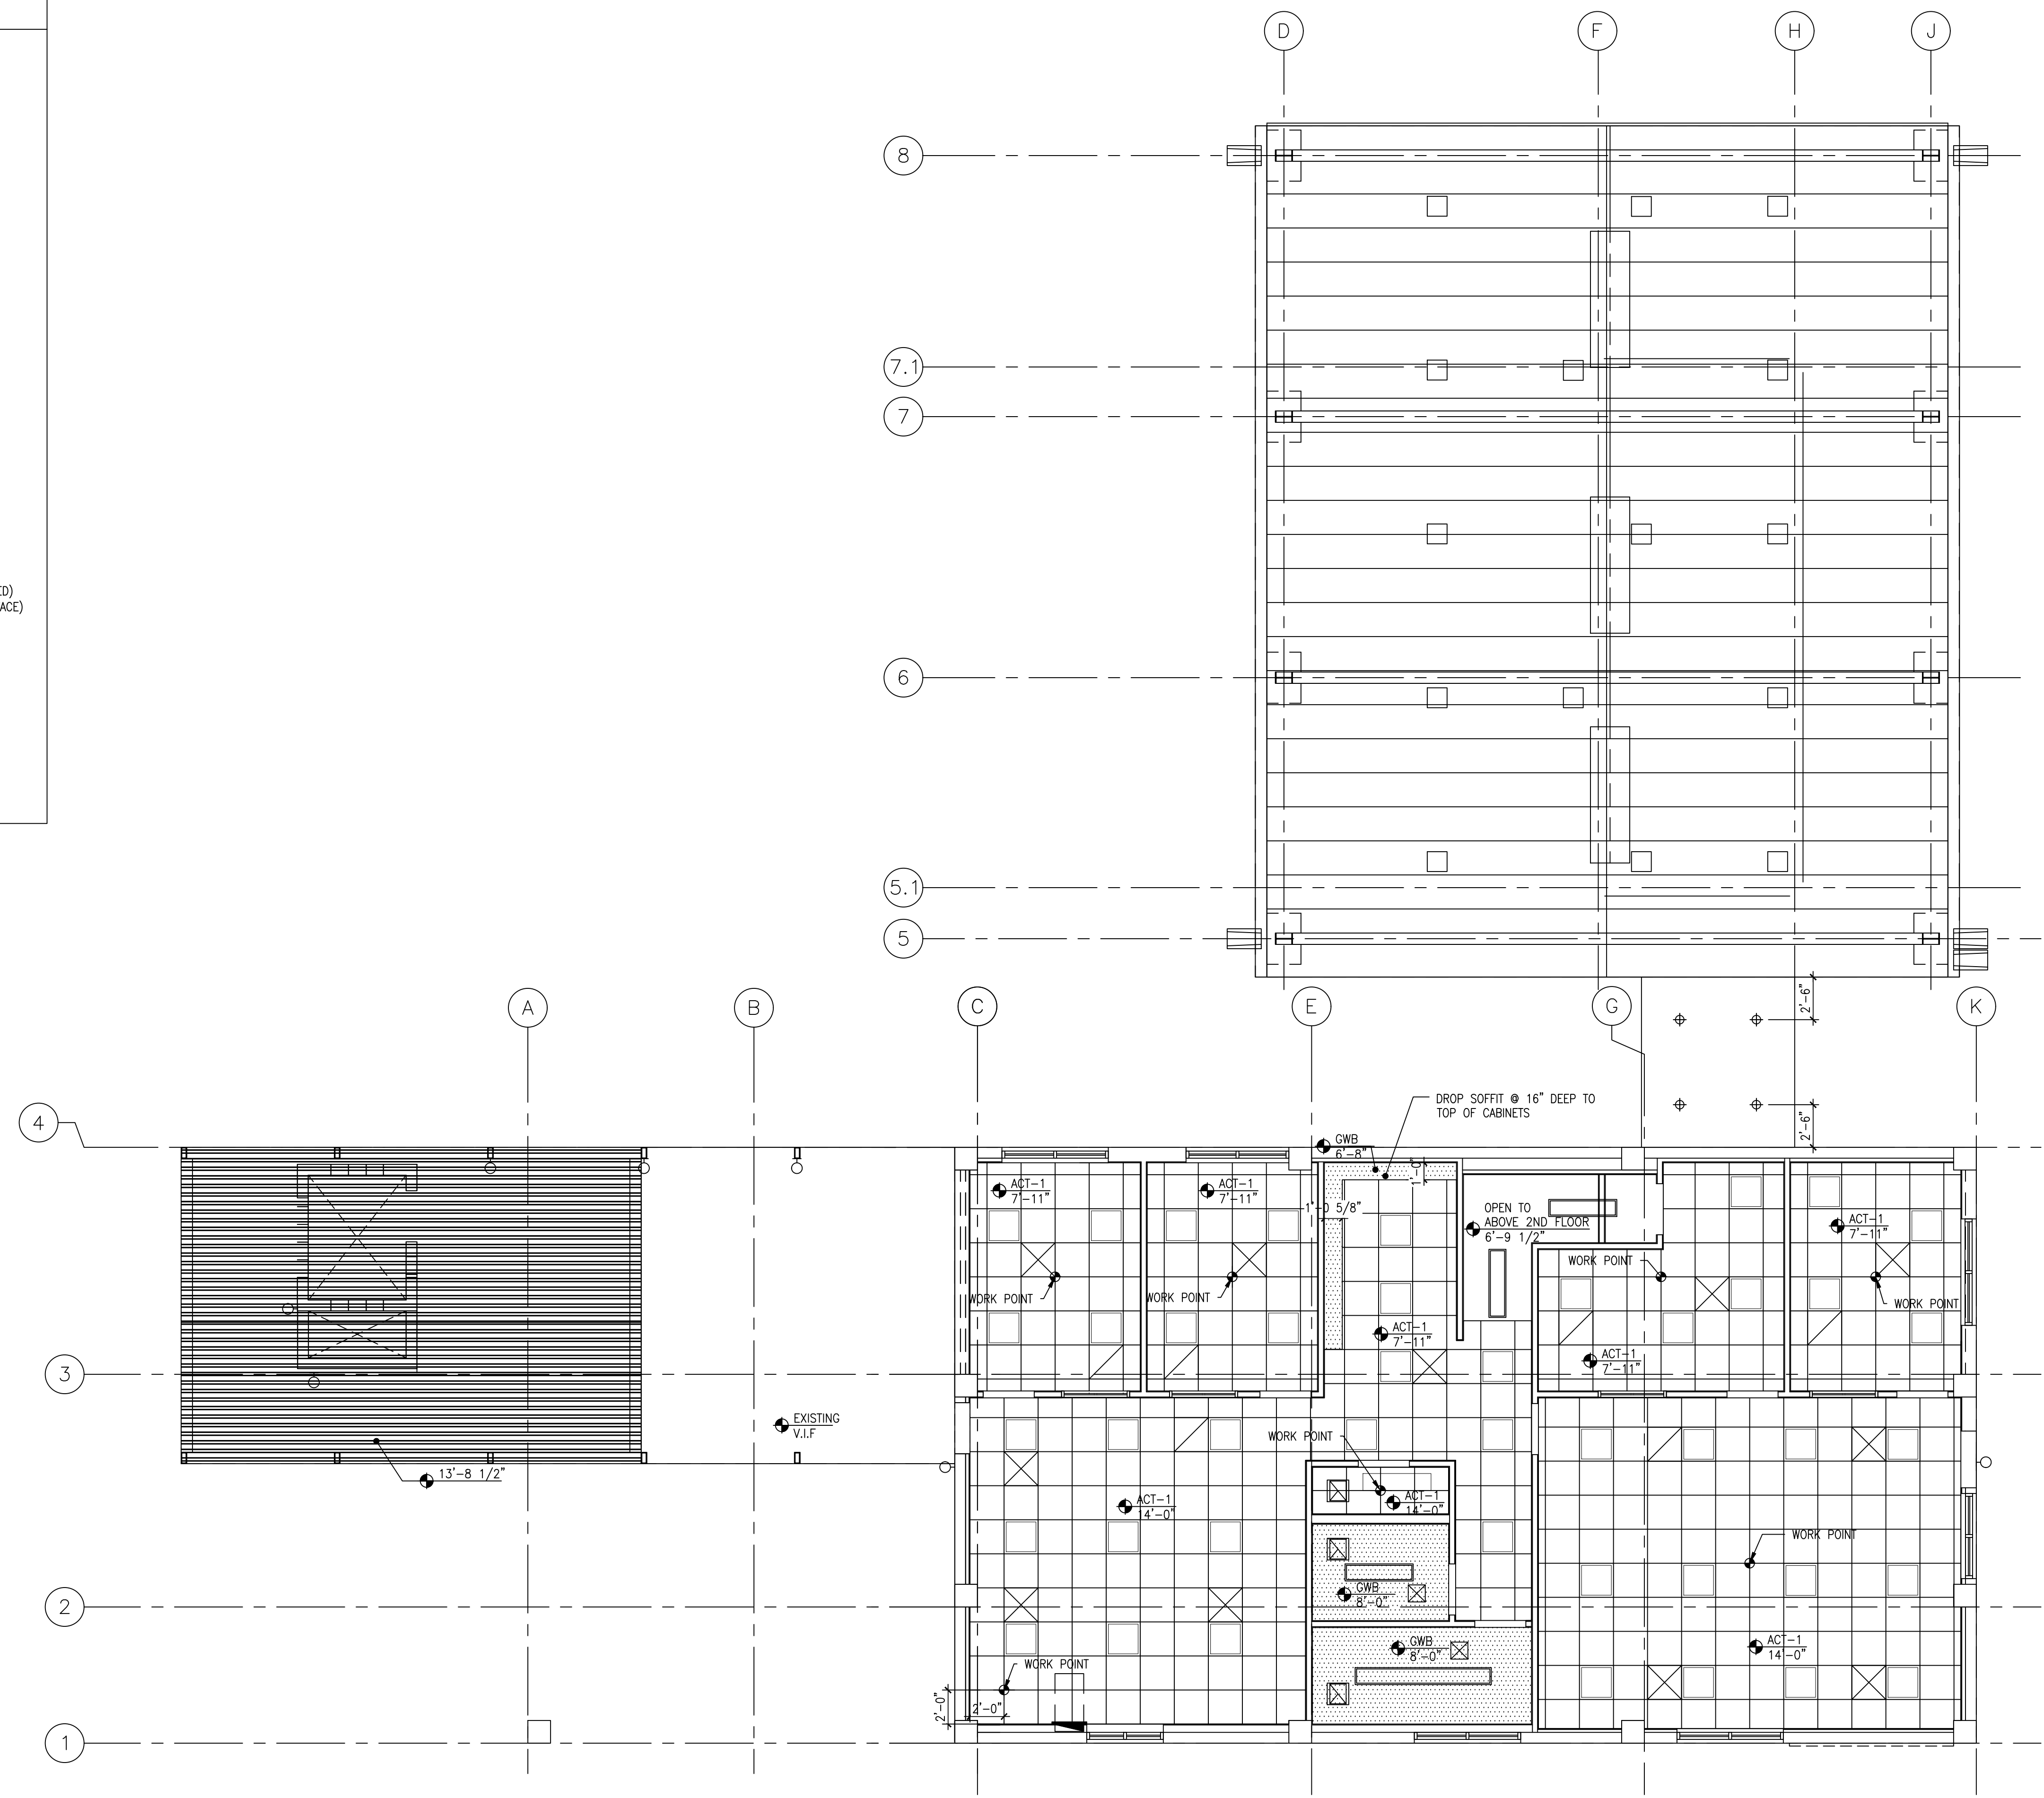 D
F
H
J
8
7.1
7
6
5.1
5
ED)
ACE)
A
B
C
E
G
K
2'-6"
2'-6"
4
DROP SOFFIT @ 16" DEEP TO
TOP OF CABINETS
GWB
6'-8"
1'-0"
ACT-1
7'-11"
ACT-1
7'-11"
1'-0 5/8"
OPEN TO
ABOVE 2ND FLOOR
6'-9 1/2"
ACT-1
7'-11"
WORK POINT
WORK POINT
WORK POINT
WORK POINT
ACT-1
7'-11"
ACT-1
7'-11"
3
EXISTING
V.I.F
WORK POINT
13'-8 1/2"
ACT-1
14'-0"
ACT-1
14'-0"
WORK POINT
2
GWB
8'-0"
GWB
8'-0"
ACT-1
14'-0"
WORK POINT
2'-0"
2'-0"
1